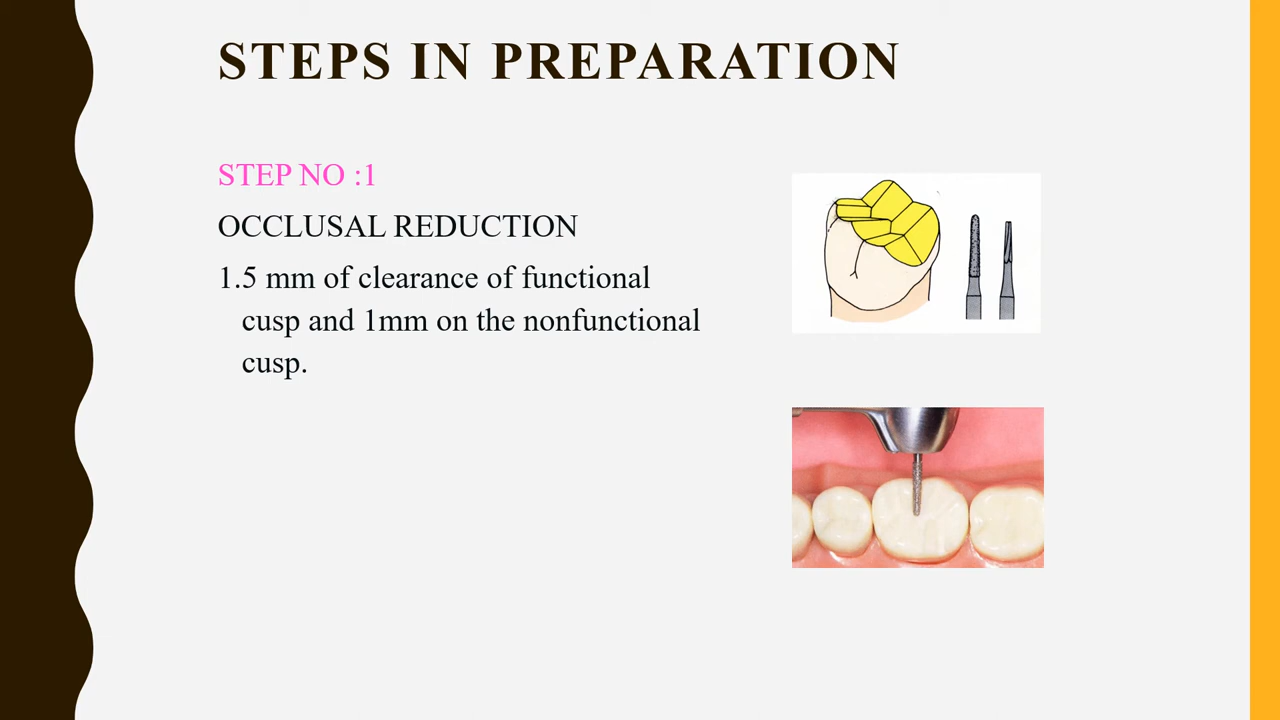 STEPS IN PREPARATION
STEP NO :1
OCCLUSAL REDUCTION
1.5 mm of clearance of functional
cusp and 1mm on the nonfunctional
cusp.